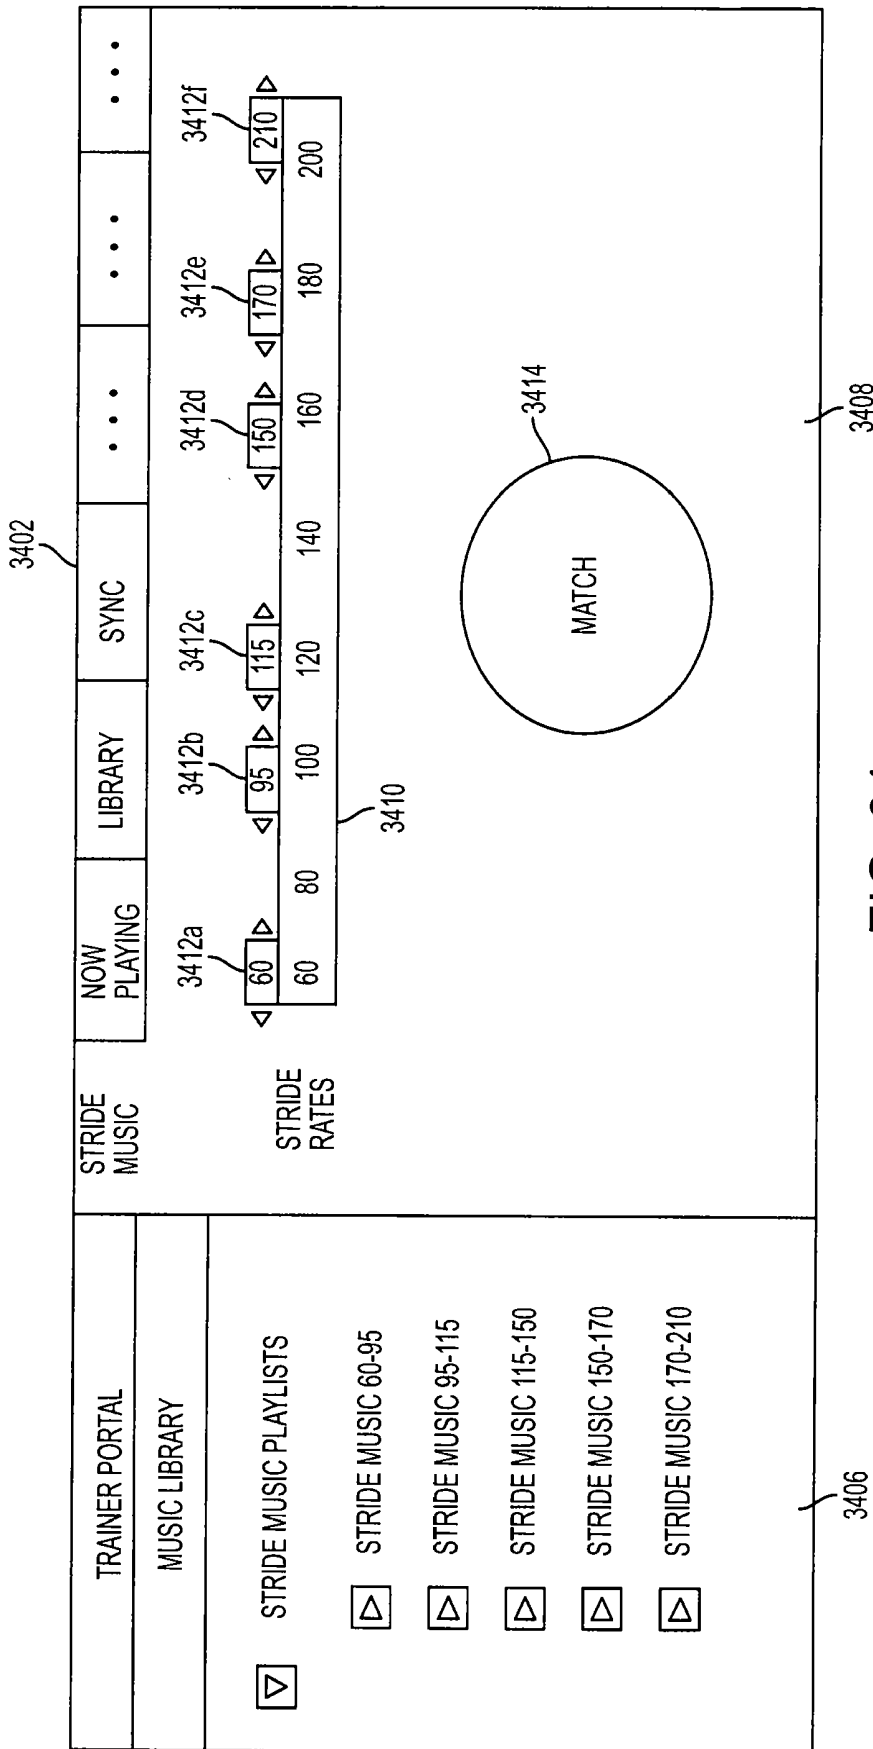 3402
TRAINER PORTAL
MUSIC LIBRARY
STRIDE MUSIC PLAYLISTS
STRIDE MUSIC 60-95
STRIDE MUSIC 95-115
STRIDE MUSIC 115-150
STRIDE MUSIC 150-170
STRIDE MUSIC 170-210
3406
STRIDE
MUSIC
NOW
PLAYING
LIBRARY
SYNC
...
...
...
3412a
3412b
3412c
3412d
3412e
3412f
60
95
115
150
170
210
STRIDE
RATES
60 80 100 120 140 160 180 200
3410
3414
MATCH
3408